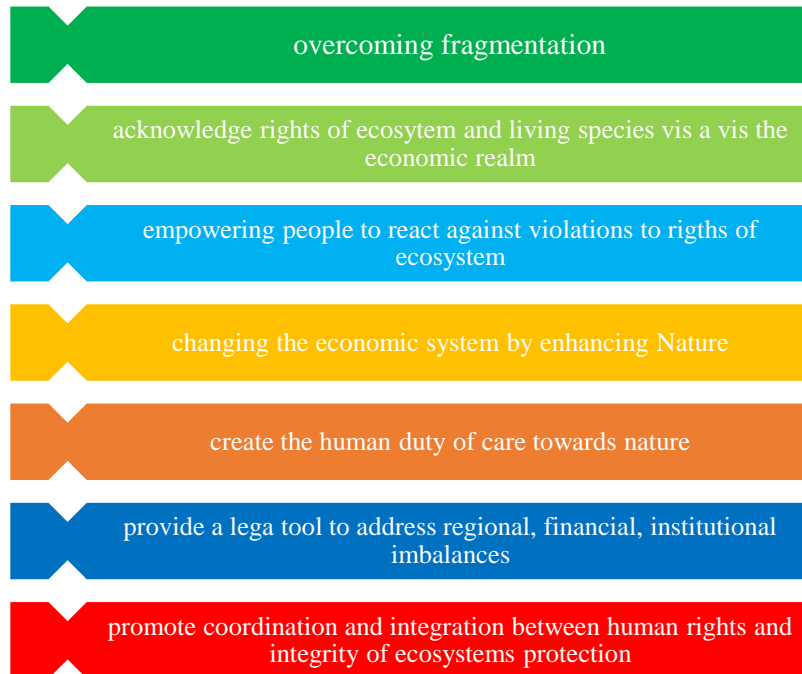 overcoming fragmentation
acknowledge rights of ecosytem and living species vis a vis the
economic realm
empowering people to react against violations to rigths of
ecosystem
changing the economic system by enhancing Nature
create the human duty of care towards nature
provide a lega tool to address regional, financial, institutional
imbalances
promote coordination and integration between human rights and
integrity of ecosystems protection